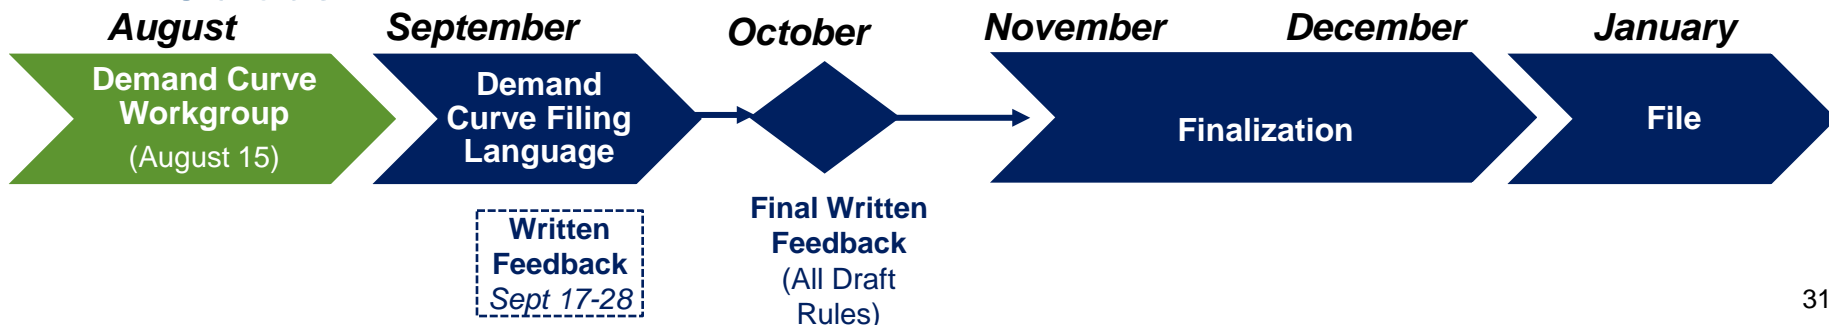 August September October November December January
Demand Curve
Workgroup
(August 15)
Demand
Curve Filing
Language
Finalization
File
Written
Feedback
Sept 17-28
Final Written
Feedback
(All Draft
Rules)
31